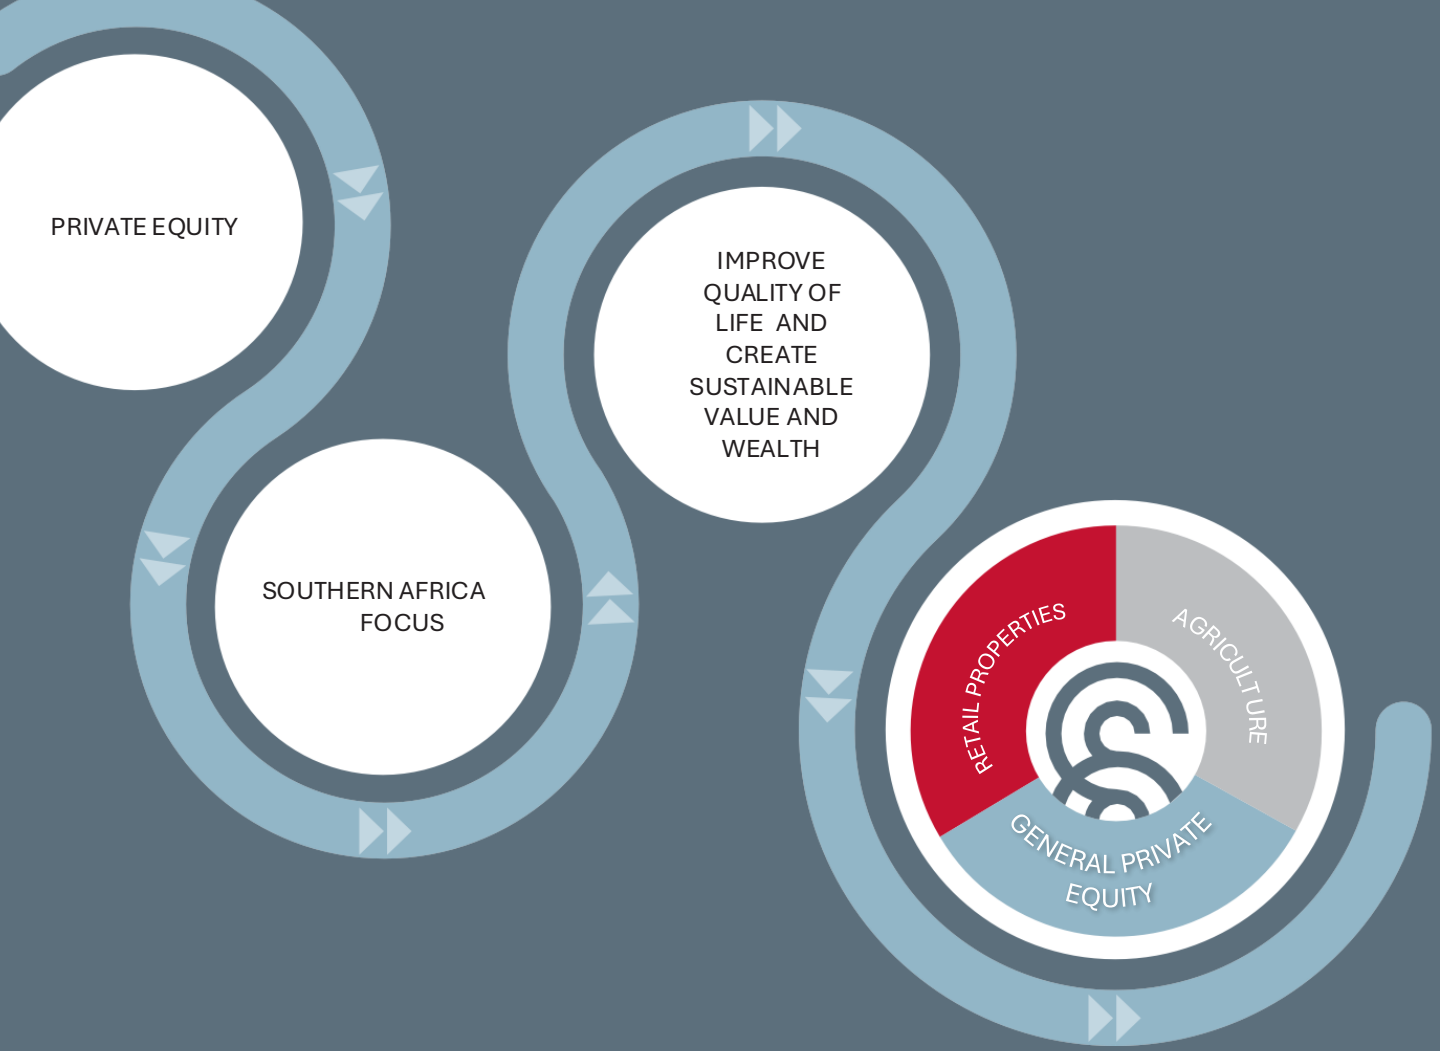 PRIVATE EQUITY
SOUTHERN AFRICA
FOCUS
IMPROVE
QUALITY OF
LIFE AND
CREATE
SUSTAINABLE
VALUE AND
WEALTH
RETAIL PROPERTIES
AGRICULTURE
GENERAL PRIVATE
EQUITY